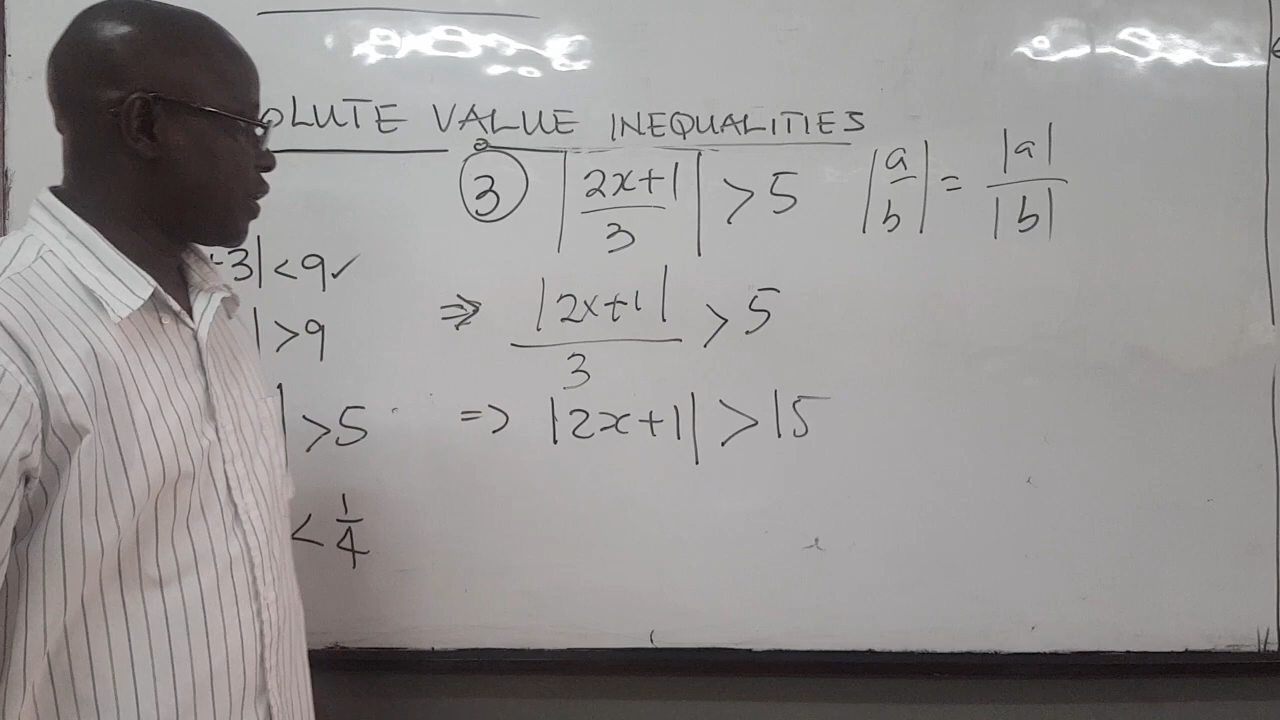 OLUTE VALUE INEQUALITIES
③ |2x+1/3| > 5 |a/b| = |a|/|b|
+3| < 9 ✓
⇒ |2x+1|/3 > 5
| > 9
⇒ |2x+1| > 15
| > 5
< 1/4